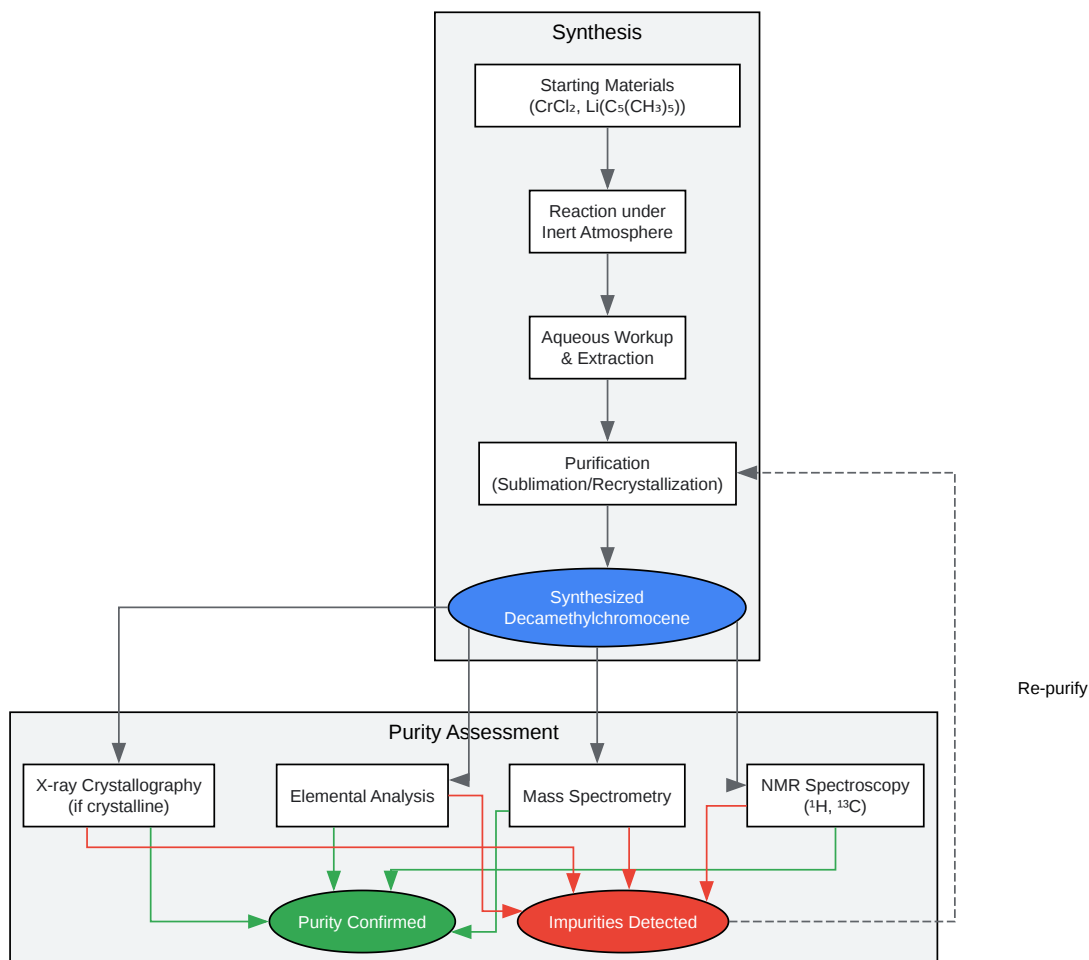 Synthesis
Starting Materials
(CrCl₂, Li(C₅(CH₃)₅))
Reaction under
Inert Atmosphere
Aqueous Workup
& Extraction
Purification
(Sublimation/Recrystallization)
Synthesized
Decamethylchromocene
Re-purify
Purity Assessment
X-ray Crystallography
(if crystalline)
Elemental Analysis
Mass Spectrometry
NMR Spectroscopy
(¹H, ¹³C)
Purity Confirmed
Impurities Detected